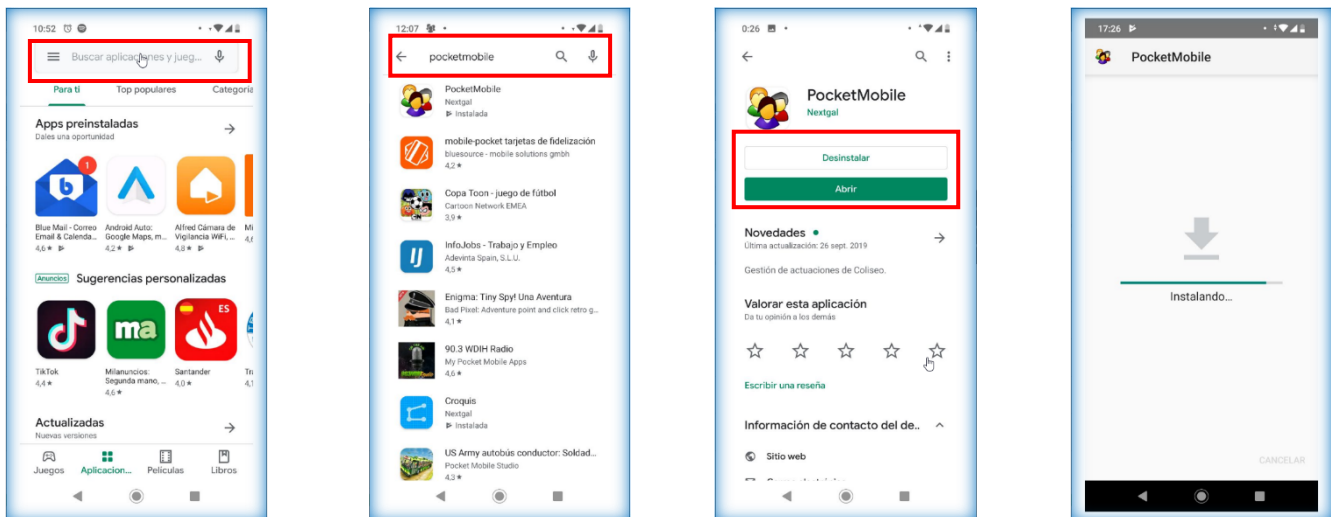 10:52
Buscar aplicaciones y jueg...
Para ti Top populares Categoría
Apps preinstaladas
Dales una oportunidad
1
Blue Mail - Correo
Email & Calenda...
4,6 ★
Android Auto:
Google Maps, m...
4,2 ★
Alfred Cámara de
Vigilancia WiFi, ...
4,8 ★
Mi
4,6
Anuncios Sugerencias personalizadas
ma
ES
TikTok
4,4 ★
Milanuncios:
Segunda mano, ...
4,6 ★
Santander
4,0 ★
4,1
Actualizadas
Nuevas versiones
Juegos Aplicacion... Películas Libros
12:07
pocketmobile
PocketMobile
Nextgal
Instalada
mobile-pocket tarjetas de fidelización
bluesource - mobile solutions gmbh
4,2 ★
Copa Toon - juego de fútbol
Cartoon Network EMEA
3,9 ★
InfoJobs - Trabajo y Empleo
Adevinta Spain, S.L.U.
4,5 ★
Enigma: Tiny Spy! Una Aventura
Bad Pixel: Adventure point and click retro g...
4,1 ★
90.3 WDIH Radio
My Pocket Mobile Apps
4,6 ★
Croquis
Nextgal
Instalada
US Army autobús conductor: Soldad...
Pocket Mobile Studio
4,3 ★
0:26
PocketMobile
Nextgal
Desinstalar
Abrir
Novedades •
Última actualización: 26 sept. 2019
Gestión de actuaciones de Coliseo.
Valorar esta aplicación
Da tu opinión a los demás
Escribir una reseña
Información de contacto del de..
Sitio web
17:26
PocketMobile
Instalando...
CANCELAR